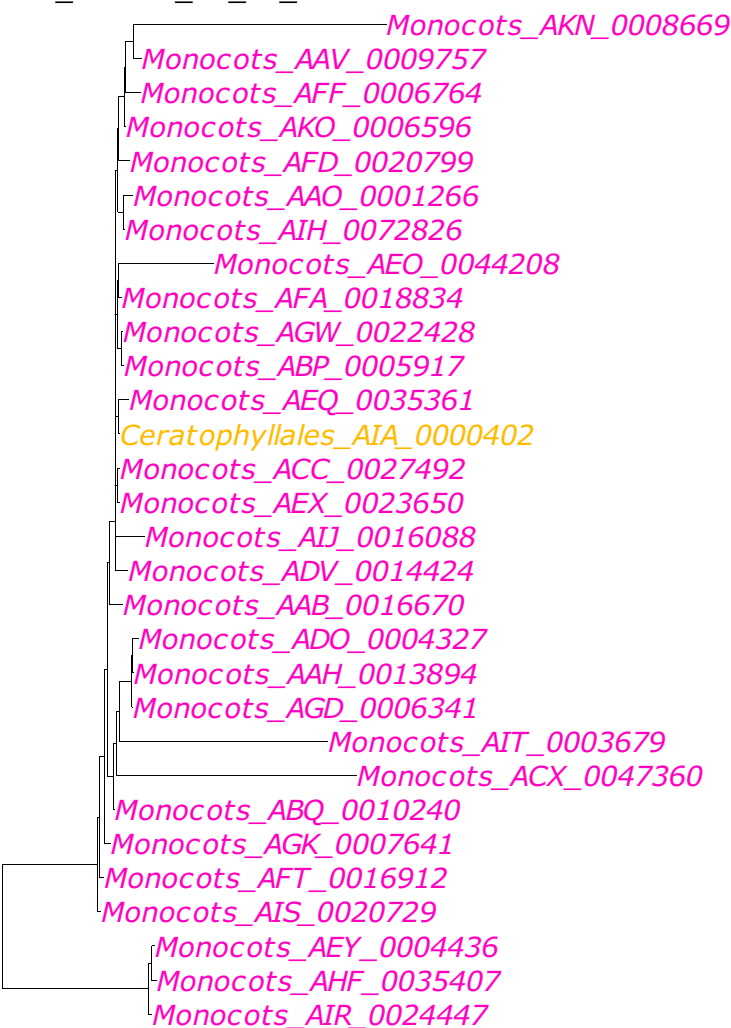 Monocots_AKN_0008669
Monocots_AAV_0009757
Monocots_AFF_0006764
Monocots_AKO_0006596
Monocots_AFD_0020799
Monocots_AAO_0001266
Monocots_AIH_0072826
Monocots_AEO_0044208
Monocots_AFA_0018834
Monocots_AGW_0022428
Monocots_ABP_0005917
Monocots_AEQ_0035361
Ceratophyllales_AIA_0000402
Monocots_ACC_0027492
Monocots_AEX_0023650
Monocots_AIJ_0016088
Monocots_ADV_0014424
Monocots_AAB_0016670
Monocots_ADO_0004327
Monocots_AAH_0013894
Monocots_AGD_0006341
Monocots_AIT_0003679
Monocots_ACX_0047360
Monocots_ABQ_0010240
Monocots_AGK_0007641
Monocots_AFT_0016912
Monocots_AIS_0020729
Monocots_AEY_0004436
Monocots_AHF_0035407
Monocots_AIR_0024447